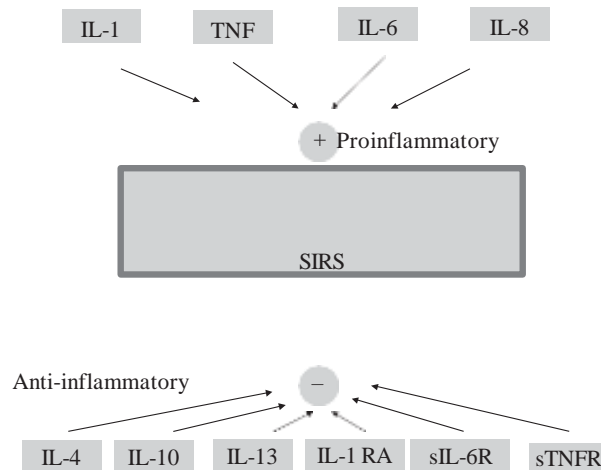 IL-1 TNF IL-6 IL-8
+ Proinflammatory
SIRS
Anti-inflammatory −
IL-4 IL-10 IL-13 IL-1 RA sIL-6R sTNFR